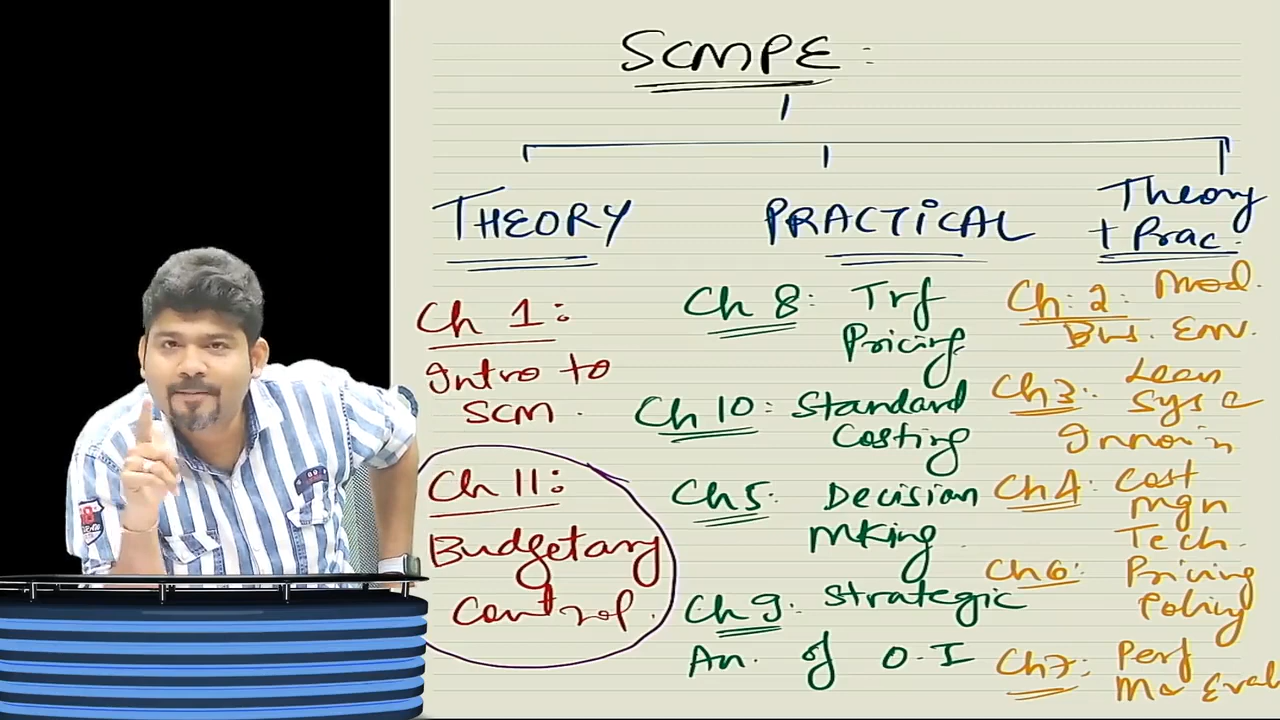 SCMPE:
THEORY
Ch 1:
Intro to
SCM.
Ch 11:
Budgetary
Control.
PRACTICAL
Ch 8: Trf
Pricing.
Ch 10: Standard
Costing
Ch 5: Decision
Mking.
Ch 9: Strategic
An. of O.I
Theory
+ Prac.
Ch: 2: Mod.
Bus. Env.
Ch 3: Lean
Sys &
Ch 4: Cost
Mgn
Tech.
Ch 6: Pricing
Policy
Ch 7: Perf
Eval